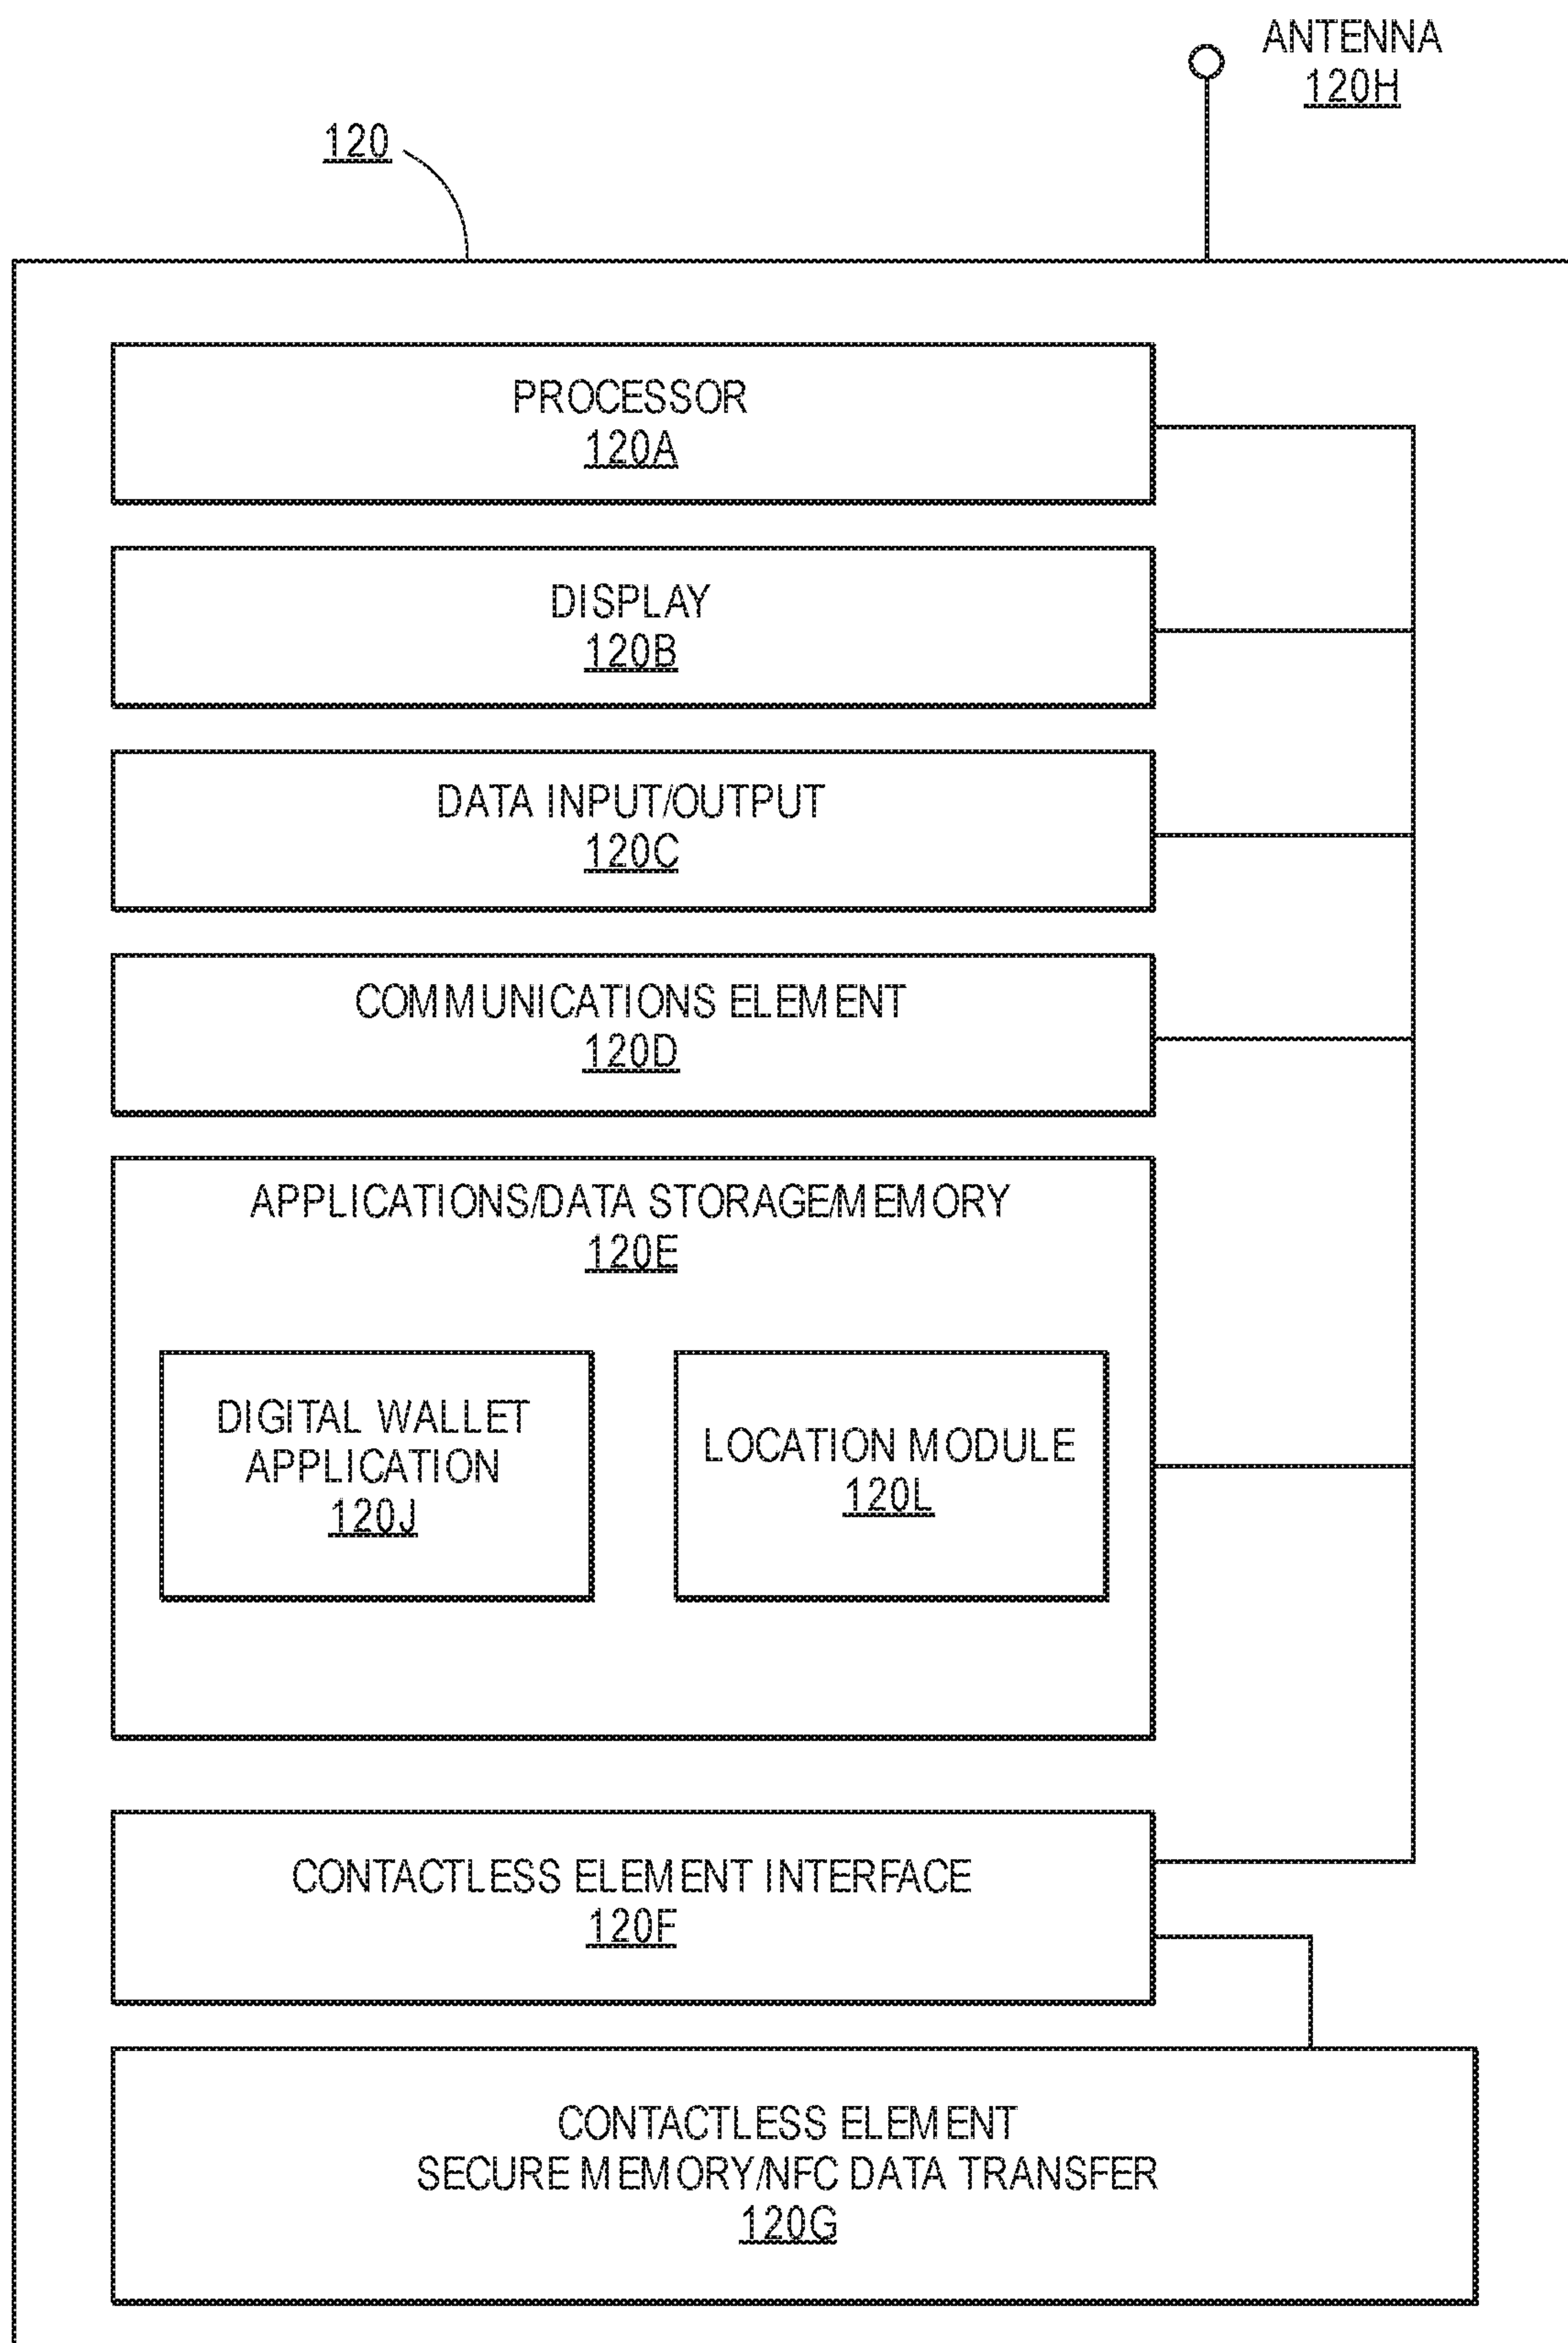 ANTENNA
120H
120
PROCESSOR
120A
DISPLAY
120B
DATA INPUT/OUTPUT
120C
COMMUNICATIONS ELEMENT
120D
APPLICATIONS/DATA STORAGE/MEMORY
120E
DIGITAL WALLET
APPLICATION
120J
LOCATION MODULE
120L
CONTACTLESS ELEMENT INTERFACE
120F
CONTACTLESS ELEMENT
SECURE MEMORY/NFC DATA TRANSFER
120G